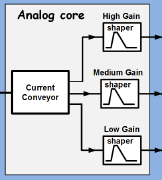 Analog core
High Gain
shaper
Current
Conveyor
Medium Gain
shaper
Low Gain
shaper